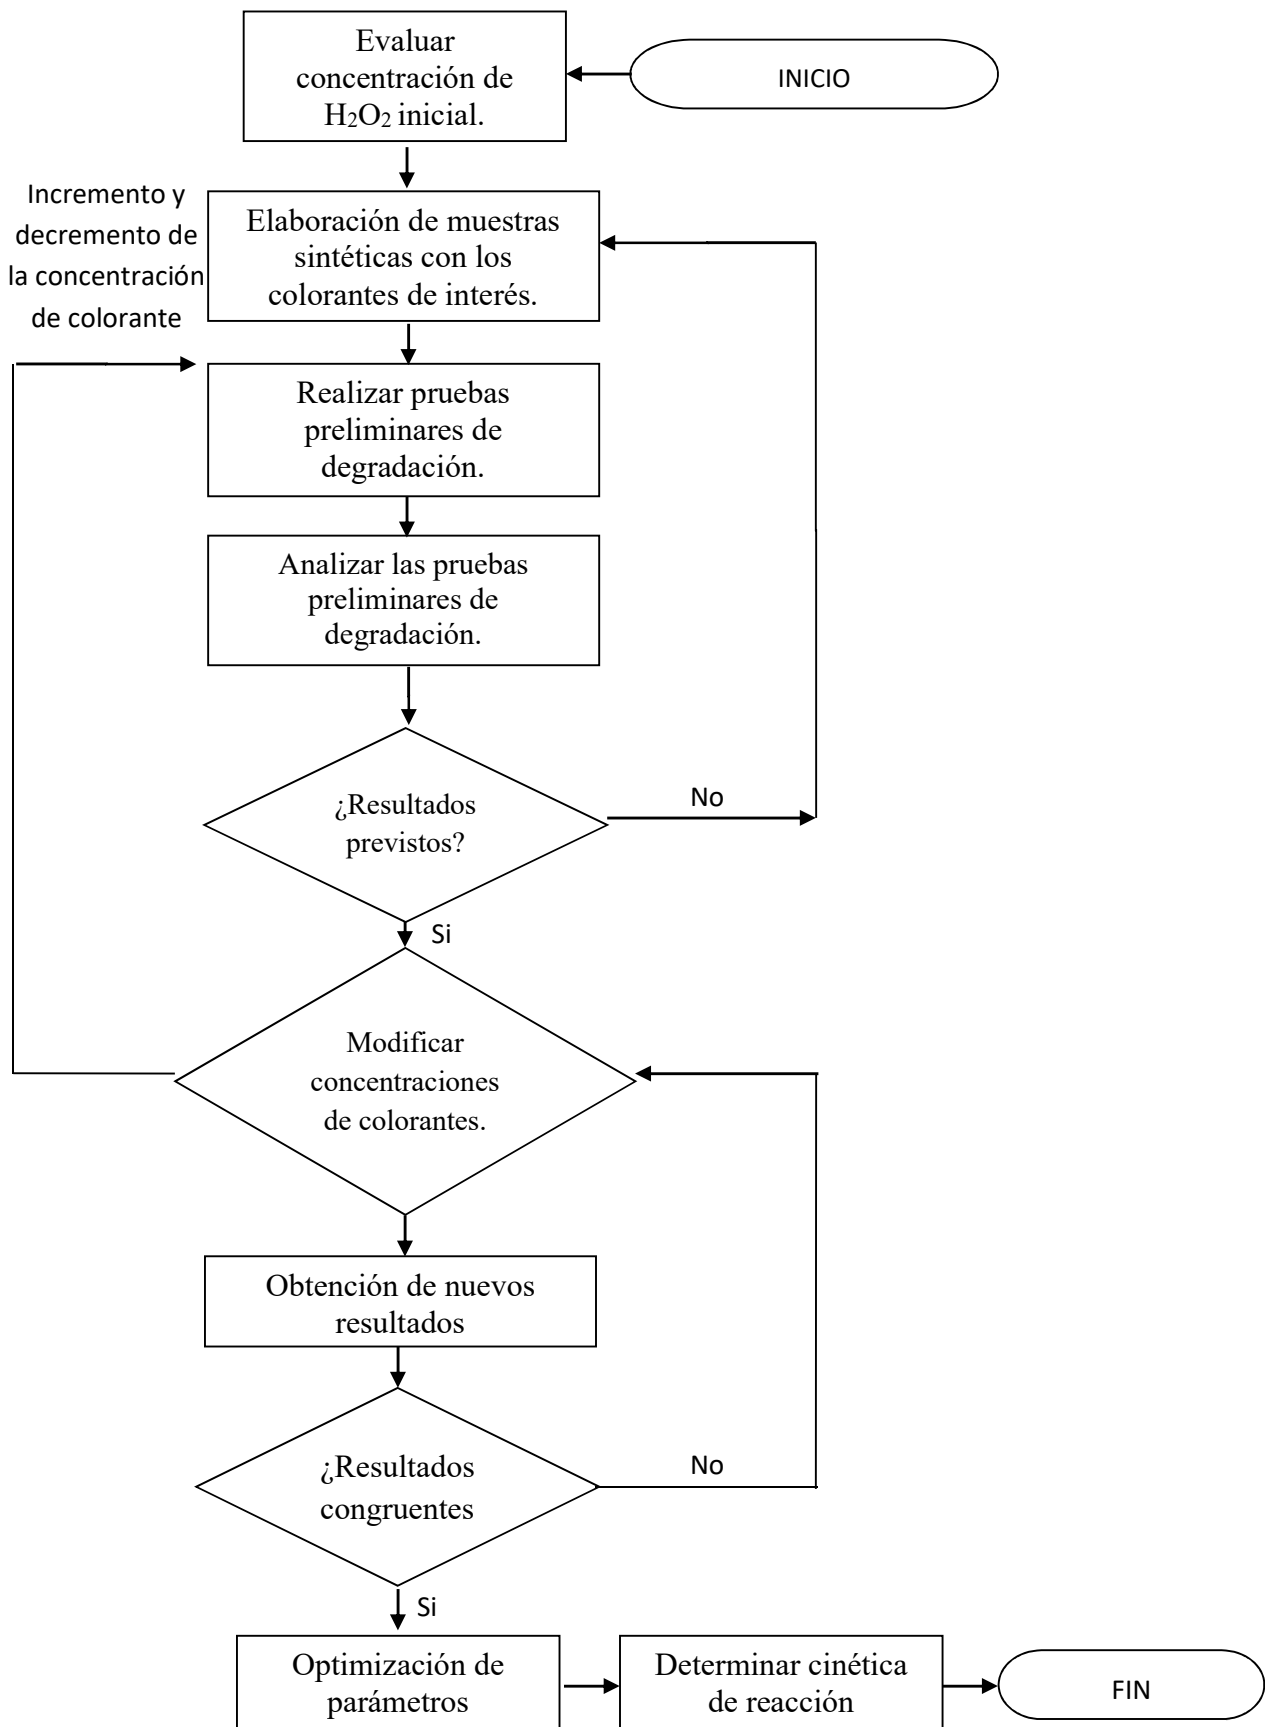 Evaluar
concentración de
H₂O₂ inicial.
INICIO
Incremento y
decremento de
la concentración
de colorante
Elaboración de muestras
sintéticas con los
colorantes de interés.
Realizar pruebas
preliminares de
degradación.
Analizar las pruebas
preliminares de
degradación.
¿Resultados
previstos?
No
Si
Modificar
concentraciones
de colorantes.
Obtención de nuevos
resultados
¿Resultados
congruentes
No
Si
Optimización de
parámetros
Determinar cinética
de reacción
FIN